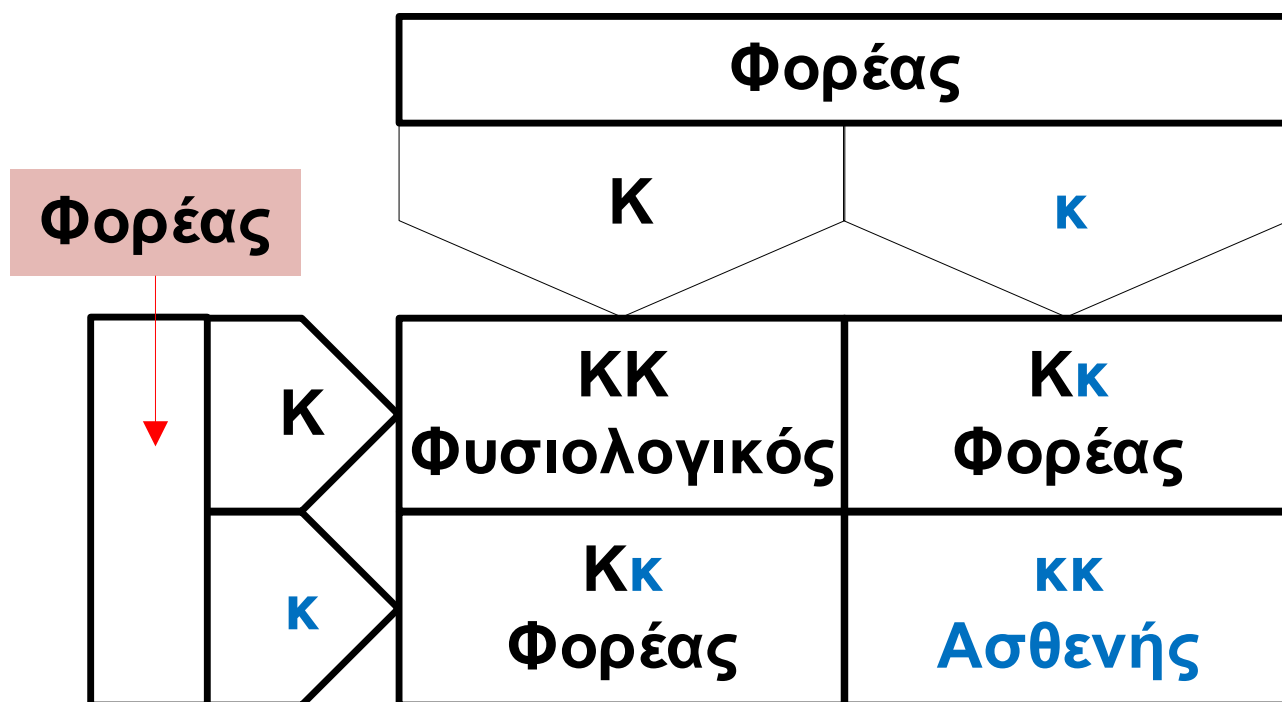 Φορέας
Κ κ
Φορέας
Κ
ΚΚ Κκ
Φυσιολογικός Φορέας
κ
Κκ κκ
Φορέας Ασθενής